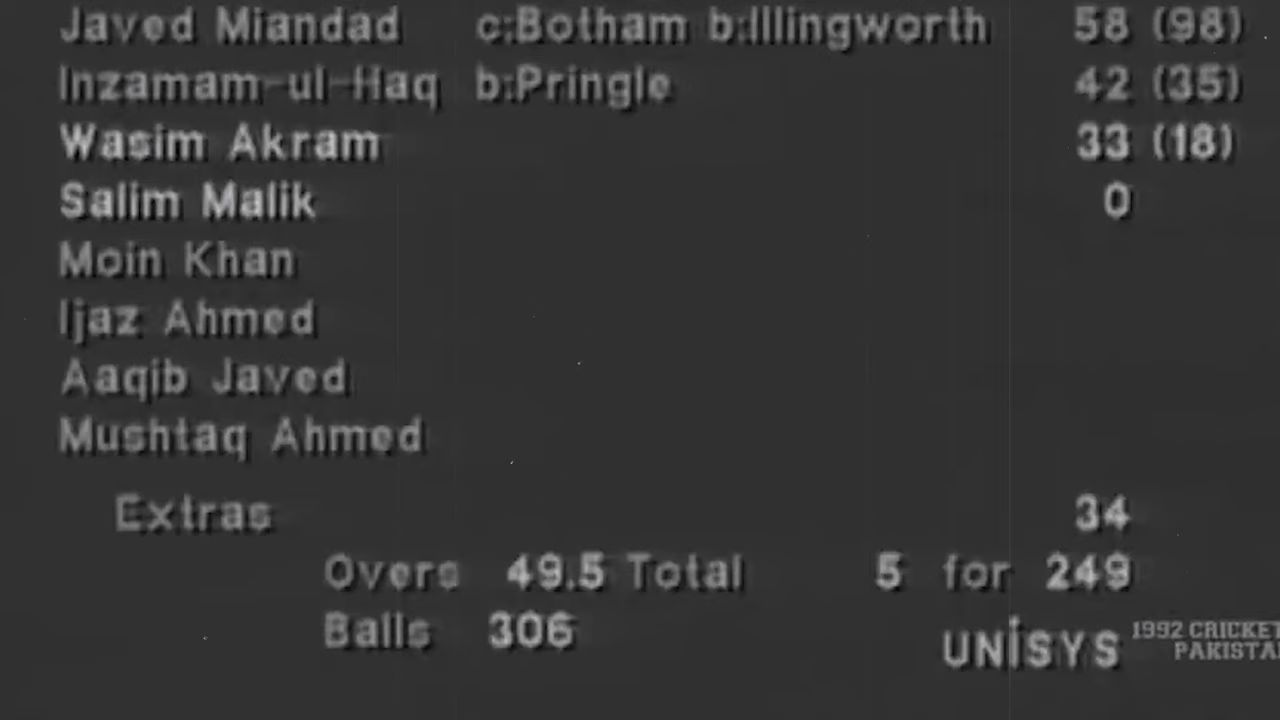 Javed Miandad c:Botham b:Illingworth 58 (98)
Inzamam-ul-Haq b:Pringle 42 (35)
Wasim Akram 33 (18)
Salim Malik 0
Moin Khan
Ijaz Ahmed
Aaqib Javed
Mushtaq Ahmed
Extras 34
Overs 49.5 Total 5 for 249
Balls 306
UNISYS
1992 CRICKET
PAKISTA